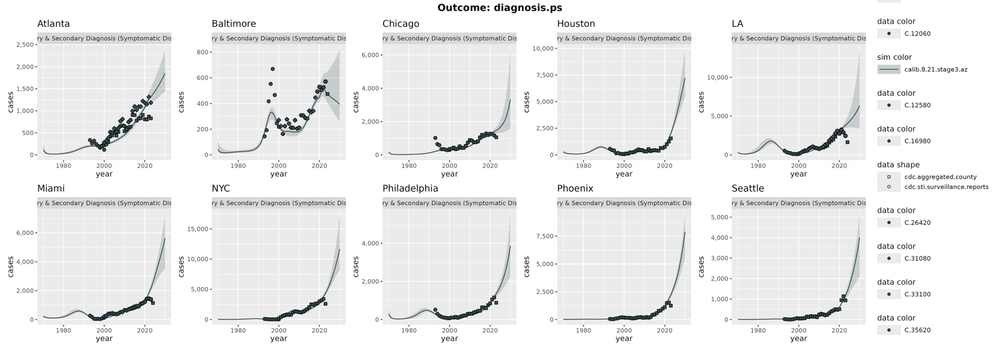 Outcome: diagnosis.ps
Atlanta
ry & Secondary Diagnosis (Symptomatic Dis
2,500
2,000
1,500
1,000
500
0
cases
1980
2000
2020
year
Baltimore
ry & Secondary Diagnosis (Symptomatic Dis
800
600
400
200
0
cases
1980
2000
2020
year
Chicago
ry & Secondary Diagnosis (Symptomatic Dis
6,000
4,000
2,000
0
cases
1980
2000
2020
year
Houston
ry & Secondary Diagnosis (Symptomatic Dis
10,000
7,500
5,000
2,500
0
cases
1980
2000
2020
year
LA
ry & Secondary Diagnosis (Symptomatic Dis
10,000
5,000
0
cases
1980
2000
2020
year
Miami
ry & Secondary Diagnosis (Symptomatic Dis
6,000
4,000
2,000
0
cases
1980
2000
2020
year
NYC
ry & Secondary Diagnosis (Symptomatic Dis
15,000
10,000
5,000
0
cases
1980
2000
2020
year
Philadelphia
ry & Secondary Diagnosis (Symptomatic Dis
4,000
2,000
0
cases
1980
2000
2020
year
Phoenix
ry & Secondary Diagnosis (Symptomatic Dis
7,500
5,000
2,500
0
cases
1980
2000
2020
year
Seattle
ry & Secondary Diagnosis (Symptomatic Dis
5,000
4,000
3,000
2,000
1,000
0
cases
1980
2000
2020
year
data color
C.12060
sim color
calib.8.21.stage3.az
data color
C.12580
data color
C.16980
data shape
cdc.aggregated.county
cdc.sti.surveillance.reports
data color
C.26420
data color
C.31080
data color
C.33100
data color
C.35620